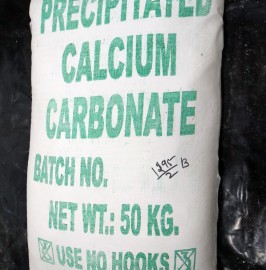 PRECIPITATED
CALCIUM
CARBONATE
BATCH NO.
NET WT.: 50 KG.
USE NO HOOKS